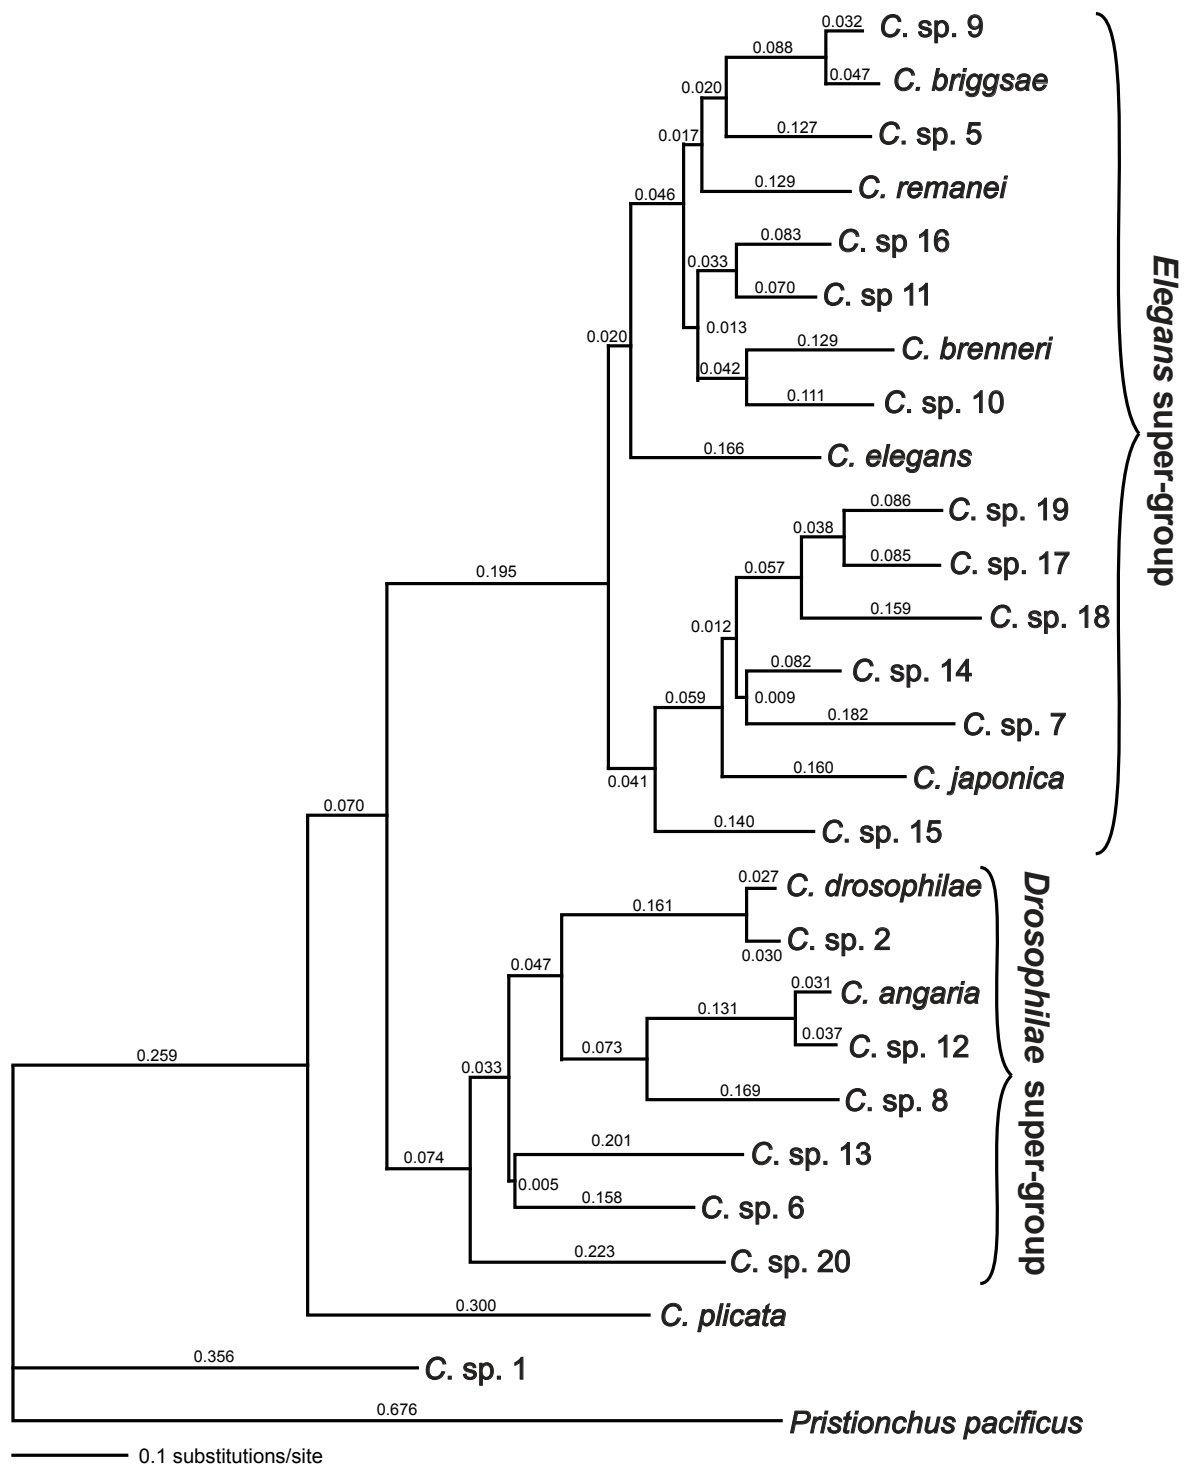 0.032
C. sp. 9
0.088
0.047
C. briggsae
0.020
0.127
C. sp. 5
0.017
0.129
C. remanei
0.046
0.083
C. sp 16
0.033
0.070
C. sp 11
0.013
0.020
0.129
C. brenneri
0.042
0.111
C. sp. 10
0.166
C. elegans
0.086
C. sp. 19
0.038
0.085
C. sp. 17
0.057
0.195
0.159
C. sp. 18
0.012
0.082
C. sp. 14
0.059
0.009
0.182
C. sp. 7
0.160
C. japonica
0.041
0.140
C. sp. 15
Elegans super-group
0.070
0.027
C. drosophilae
0.161
C. sp. 2
0.030
0.047
0.031
C. angaria
0.131
0.037
C. sp. 12
0.073
0.259
0.033
0.169
C. sp. 8
0.201
C. sp. 13
0.074
0.005
0.158
C. sp. 6
0.223
C. sp. 20
Drosophilae super-group
0.300
C. plicata
0.356
C. sp. 1
0.676
Pristionchus pacificus
0.1 substitutions/site